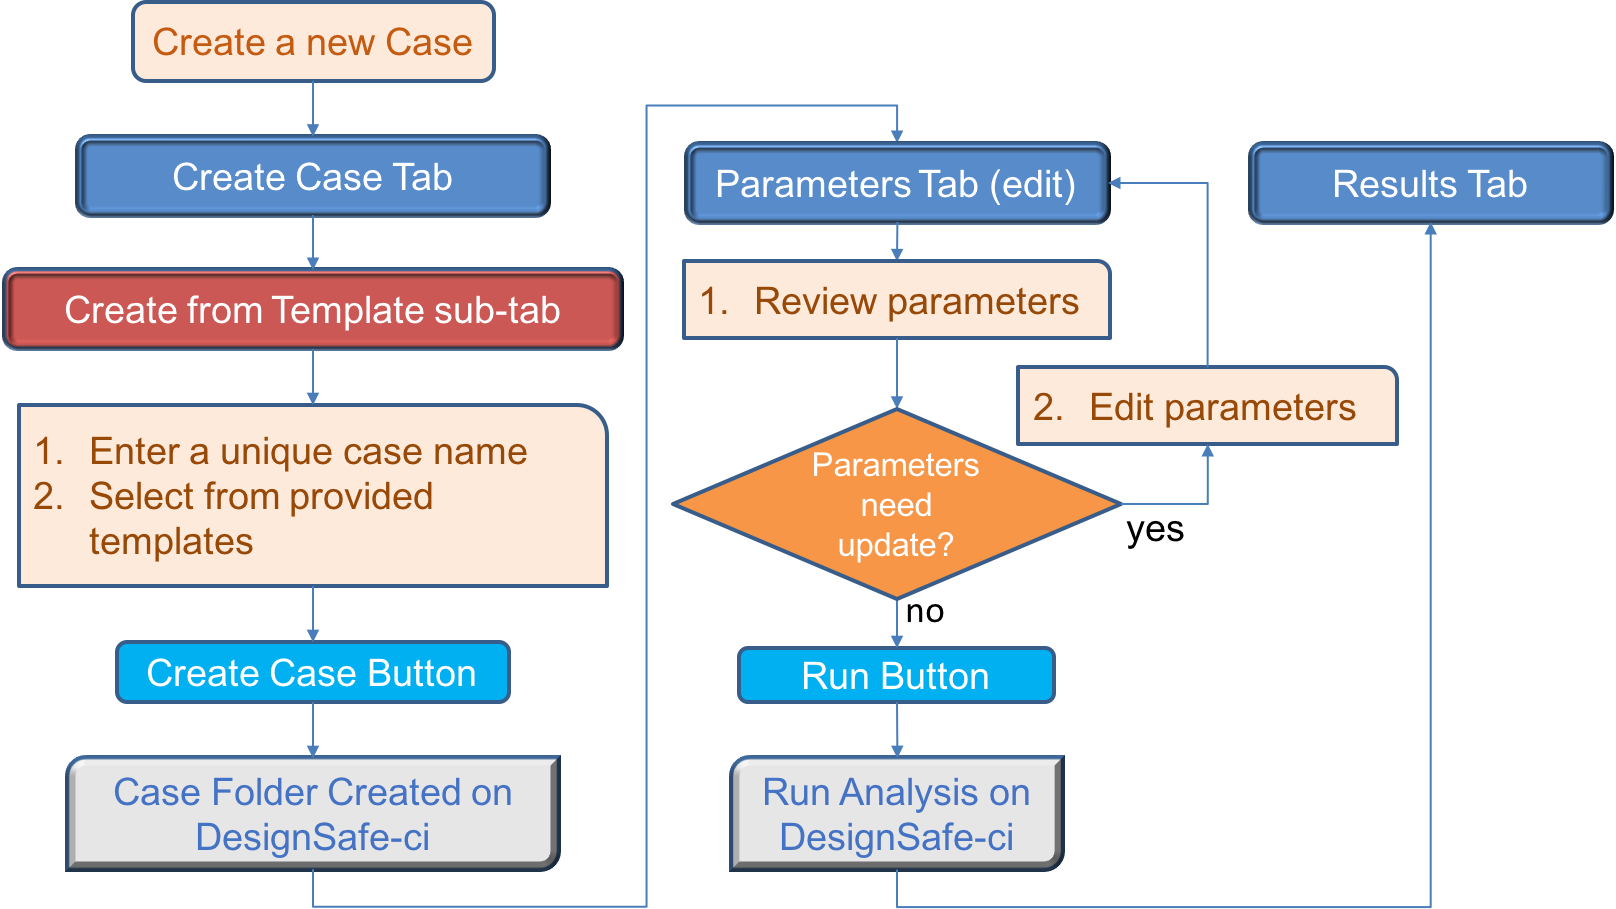 Create a new Case
Create Case Tab
Create from Template sub-tab
1. Enter a unique case name
2. Select from provided
templates
Create Case Button
Case Folder Created on
DesignSafe-ci
Parameters Tab (edit)
1. Review parameters
2. Edit parameters
Parameters
need
update?
yes
no
Run Button
Run Analysis on
DesignSafe-ci
Results Tab